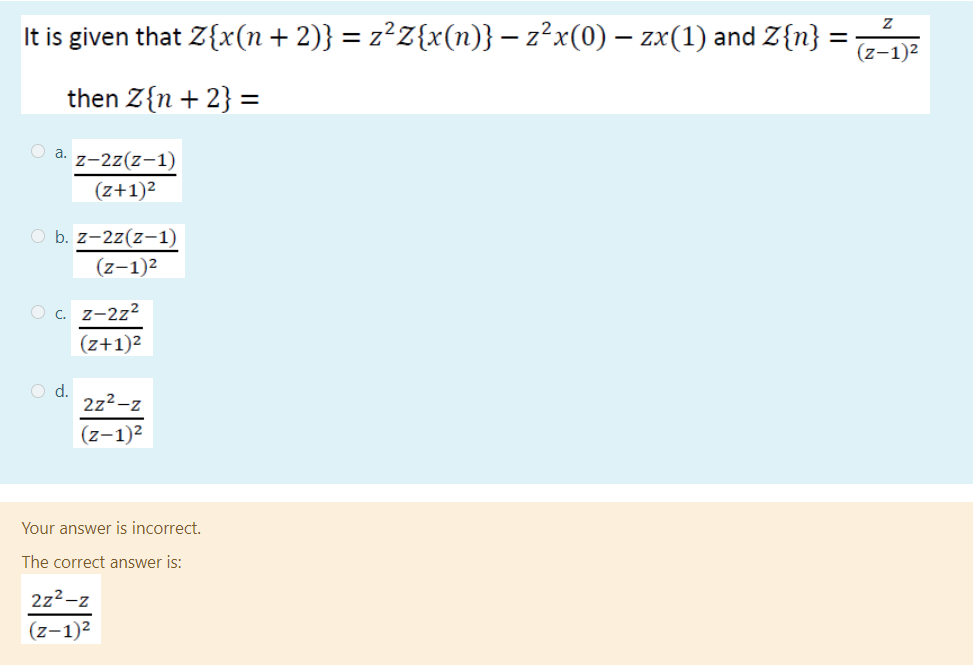 It is given that 𝒵{x(n + 2)} = z²𝒵{x(n)} − z²x(0) − zx(1) and 𝒵{n} = z/(z−1)²
then 𝒵{n + 2} =
a. z−2z(z−1)
(z+1)²
b. z−2z(z−1)
(z−1)²
c. z−2z²
(z+1)²
d. 2z²−z
(z−1)²
Your answer is incorrect.
The correct answer is:
2z²−z
(z−1)²